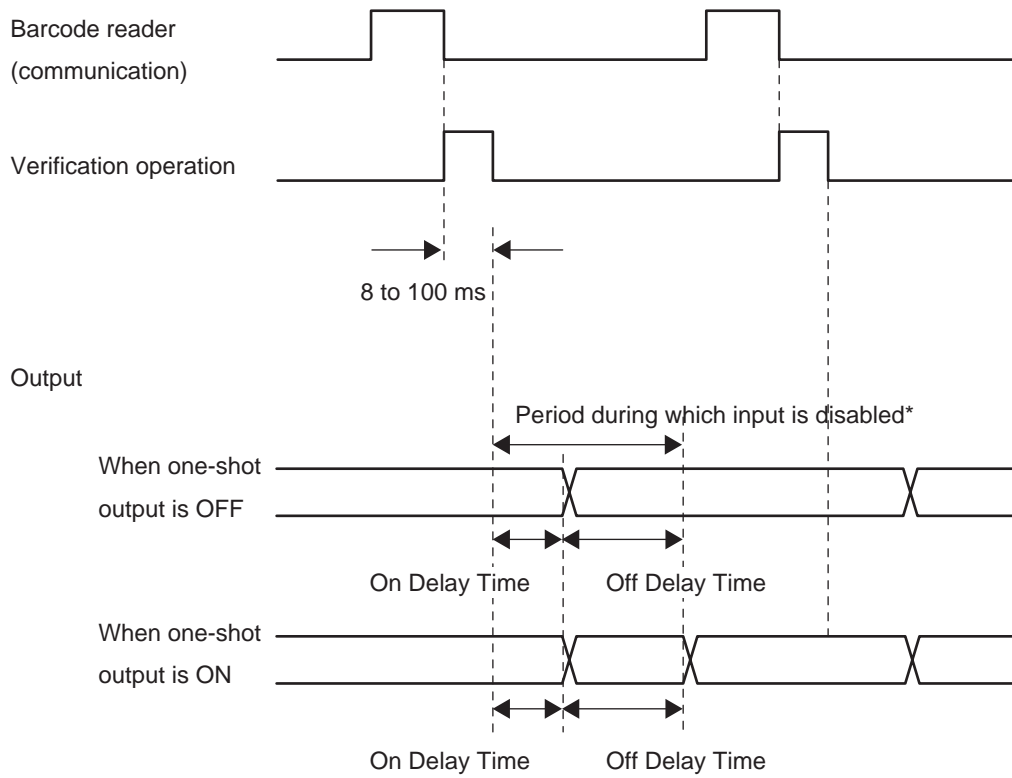 Barcode reader
(communication)
Verification operation
8 to 100 ms
Output
Period during which input is disabled*
When one-shot
output is OFF
On Delay Time
Off Delay Time
When one-shot
output is ON
On Delay Time
Off Delay Time